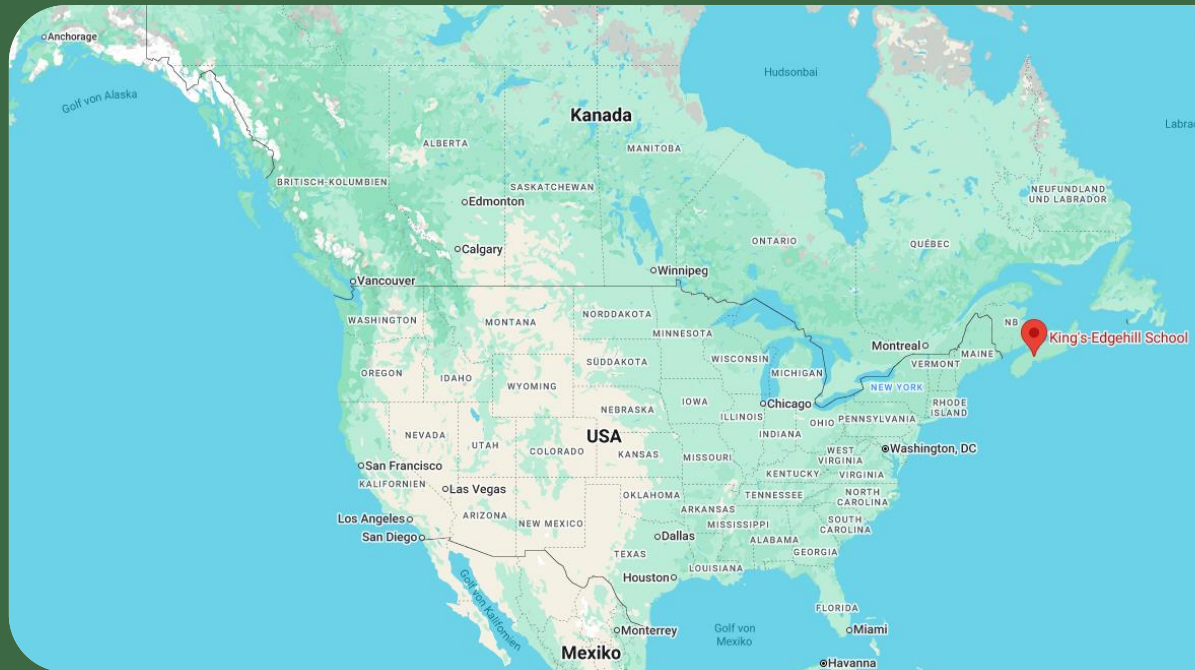 Anchorage
Golf von Alaska
Hudsonbai
Kanada
Labra
ALBERTA
MANITOBA
BRITISCH-KOLUMBIEN
SASKATCHEWAN
NEUFUNDLAND
UND LABRADOR
Edmonton
ONTARIO
QUÉBEC
Calgary
Winnipeg
Vancouver
NORDDAKOTA
WASHINGTON
MONTANA
NB
MINNESOTA
King's-Edgehill School
Montreal
MAINE
WISCONSIN
SÜDDAKOTA
VERMONT
OREGON
MICHIGAN
IDAHO
WYOMING
NEW YORK
IOWA
Chicago
RHODE
ISLAND
NEBRASKA
ILLINOIS
OHIO
PENNSYLVANIA
NEVADA
USA
INDIANA
UTAH
COLORADO
KANSAS
MISSOURI
WEST
VIRGINIA
Washington, DC
San Francisco
KENTUCKY
VIRGINIA
KALIFORNIEN
Las Vegas
OKLAHOMA
TENNESSEE
NORTH
CAROLINA
ARKANSAS
Los Angeles
ARIZONA
NEW MEXICO
MISSISSIPPI
SOUTH
CAROLINA
San Diego
Dallas
ALABAMA
GEORGIA
TEXAS
LOUISIANA
Houston
Golf von Kalifornien
FLORIDA
Monterrey
Golf von
Mexiko
Miami
Mexiko
Havanna